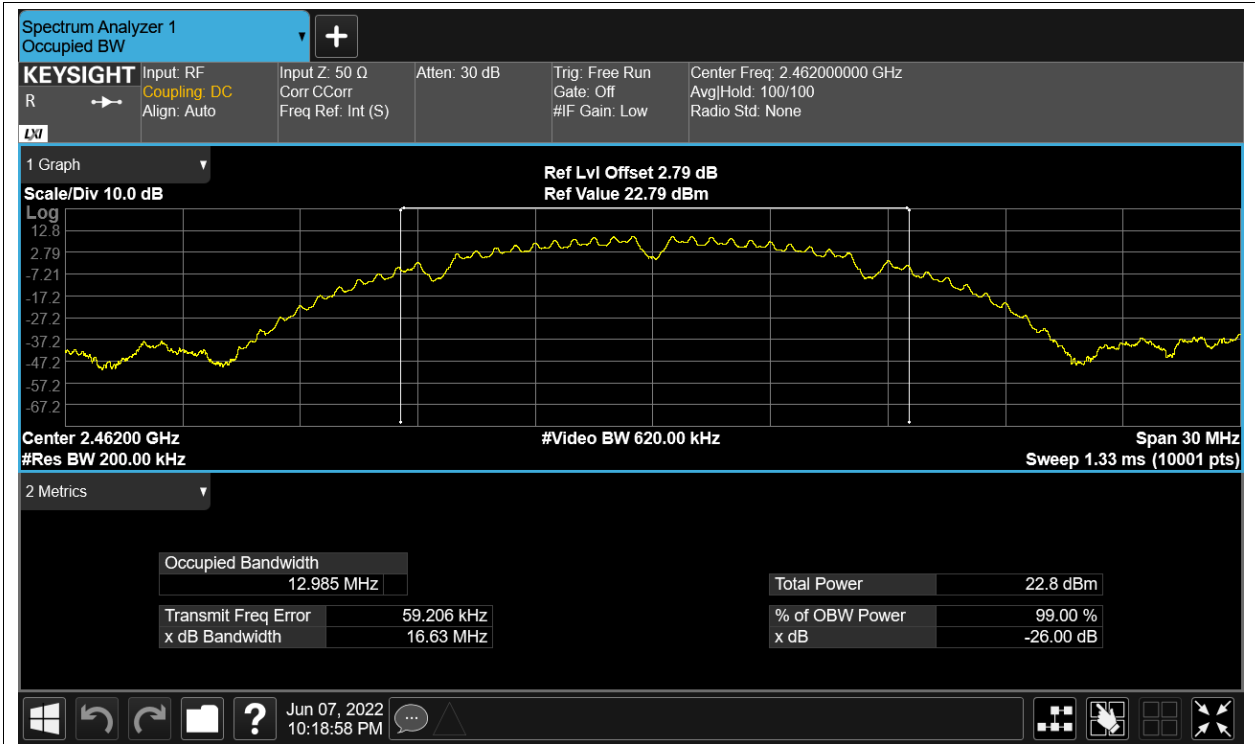 Spectrum Analyzer 1
Occupied BW
KEYSIGHT
R
LXI
Input: RF
Coupling: DC
Align: Auto
Input Z: 50 Ω
Corr CCorr
Freq Ref: Int (S)
Atten: 30 dB
Trig: Free Run
Gate: Off
#IF Gain: Low
Center Freq: 2.462000000 GHz
Avg|Hold: 100/100
Radio Std: None
1 Graph
Scale/Div 10.0 dB
Ref Lvl Offset 2.79 dB
Ref Value 22.79 dBm
Log
12.8
2.79
-7.21
-17.2
-27.2
-37.2
-47.2
-57.2
-67.2
Center 2.46200 GHz
#Video BW 620.00 kHz
Span 30 MHz
#Res BW 200.00 kHz
Sweep 1.33 ms (10001 pts)
2 Metrics
Occupied Bandwidth
12.985 MHz
Total Power 22.8 dBm
Transmit Freq Error 59.206 kHz
% of OBW Power 99.00 %
x dB Bandwidth 16.63 MHz
x dB -26.00 dB
?
Jun 07, 2022
10:18:58 PM